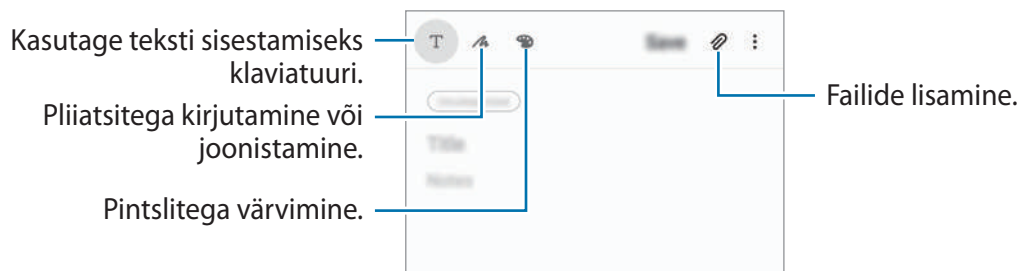 Kasutage teksti sisestamiseks
klaviatuuri.
Pliiatsitega kirjutamine või
joonistamine.
Pintslitega värvimine.
T
Save
Title
Notes
Failide lisamine.